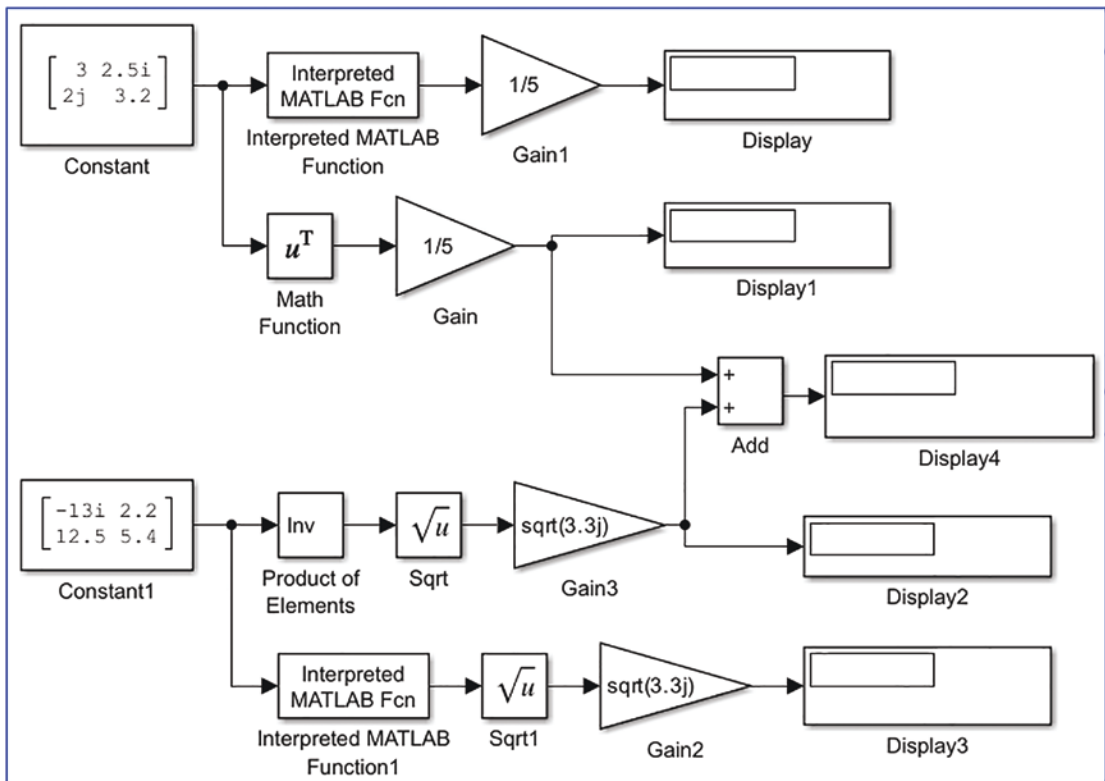 3 2.5i
2j 3.2
Constant
Interpreted
MATLAB Fcn
Interpreted MATLAB
Function
1/5
Gain1
Display
u^T
Math
Function
1/5
Gain
Display1
+
+
Add
Display4
-13i 2.2
12.5 5.4
Constant1
Inv
Product of
Elements
√u
Sqrt
sqrt(3.3j)
Gain3
Display2
Interpreted
MATLAB Fcn
Interpreted MATLAB
Function1
√u
Sqrt1
sqrt(3.3j)
Gain2
Display3